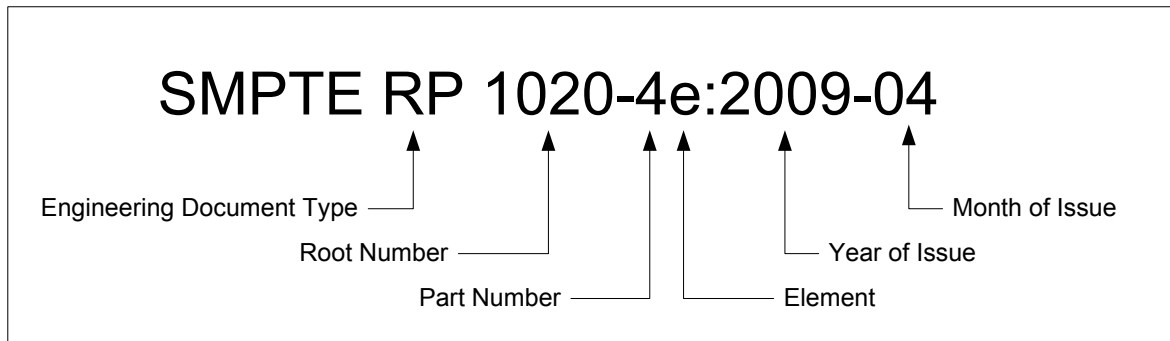 SMPTE RP 1020-4e:2009-04
Engineering Document Type
Month of Issue
Root Number
Year of Issue
Part Number
Element